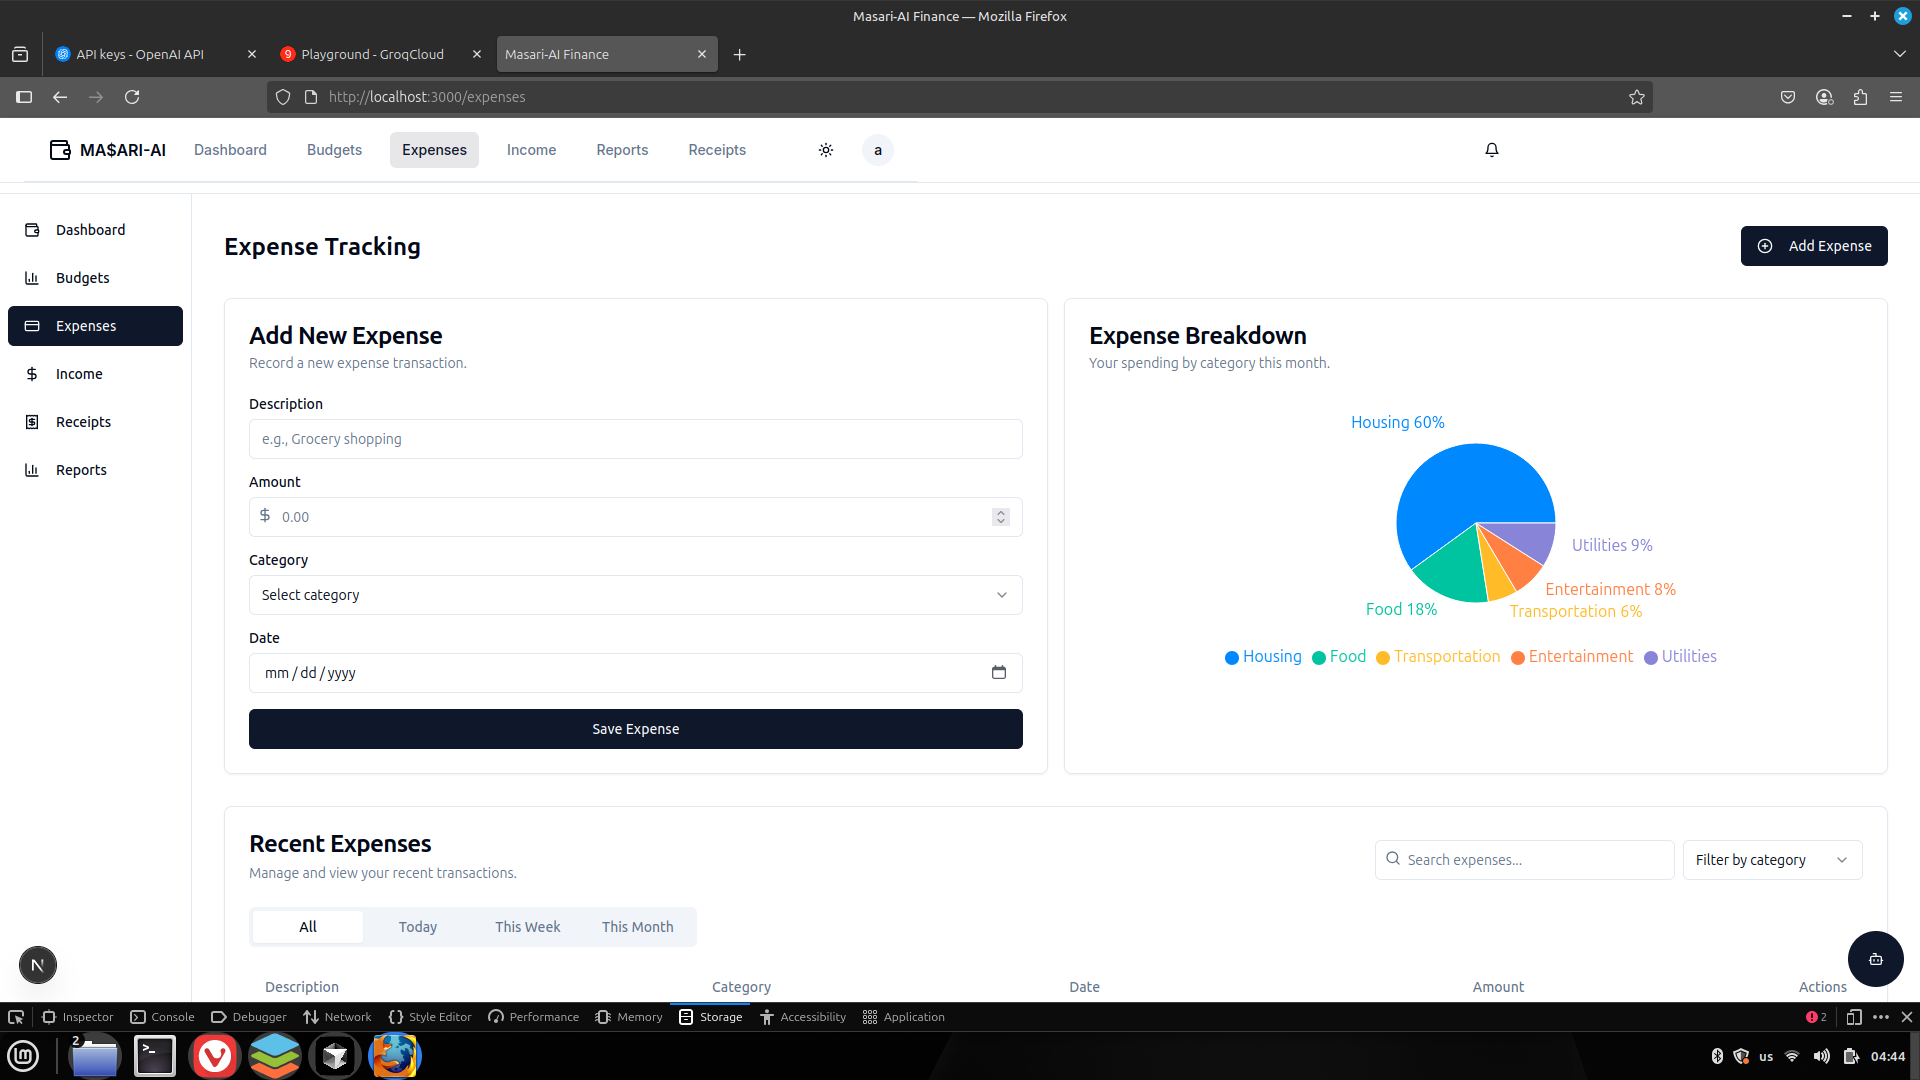 Masari-AI Finance — Mozilla Firefox
API keys - OpenAI API
Playground - GroqCloud
Masari-AI Finance
http://localhost:3000/expenses
MA$ARI-AI
Dashboard
Budgets
Expenses
Income
Reports
Receipts
a
Dashboard
Budgets
Expenses
Income
Receipts
Reports
Expense Tracking
Add Expense
Add New Expense
Record a new expense transaction.
Description
e.g., Grocery shopping
Amount
$ 0.00
Category
Select category
Date
mm / dd / yyyy
Save Expense
Expense Breakdown
Your spending by category this month.
Housing 60%
Utilities 9%
Entertainment 8%
Food 18%
Transportation 6%
Housing Food Transportation Entertainment Utilities
Recent Expenses
Manage and view your recent transactions.
Search expenses...
Filter by category
All
Today
This Week
This Month
Description Category Date Amount Actions
N
Inspector Console Debugger Network Style Editor Performance Memory Storage Accessibility Application
2
2
us
04:44